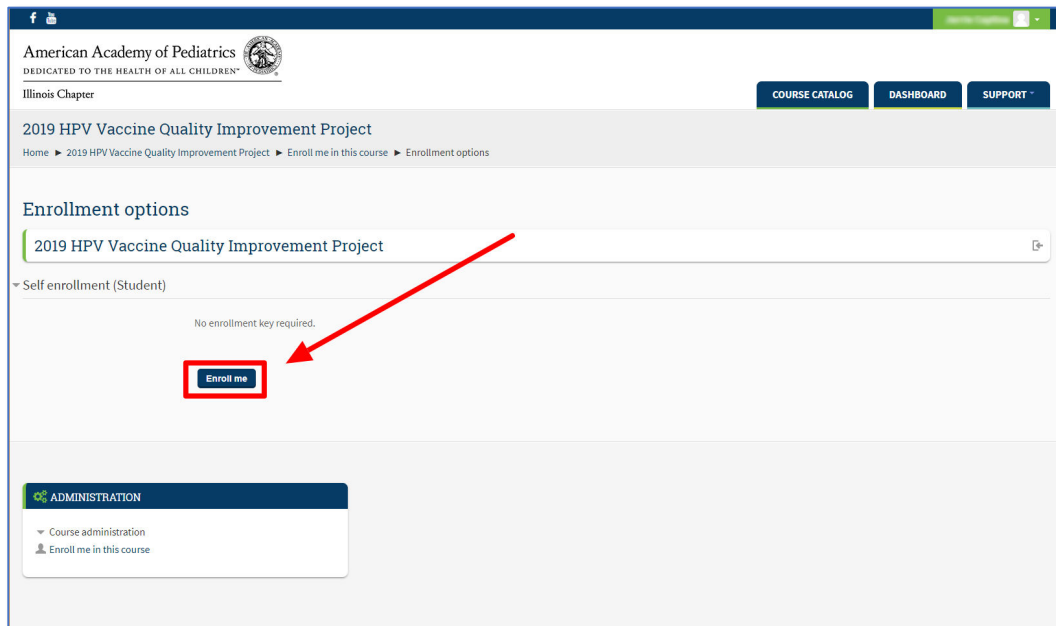 American Academy of Pediatrics
DEDICATED TO THE HEALTH OF ALL CHILDREN™
Illinois Chapter
COURSE CATALOG DASHBOARD SUPPORT
2019 HPV Vaccine Quality Improvement Project
Home ► 2019 HPV Vaccine Quality Improvement Project ► Enroll me in this course ► Enrollment options
Enrollment options
2019 HPV Vaccine Quality Improvement Project
Self enrollment (Student)
No enrollment key required.
Enroll me
ADMINISTRATION
Course administration
Enroll me in this course